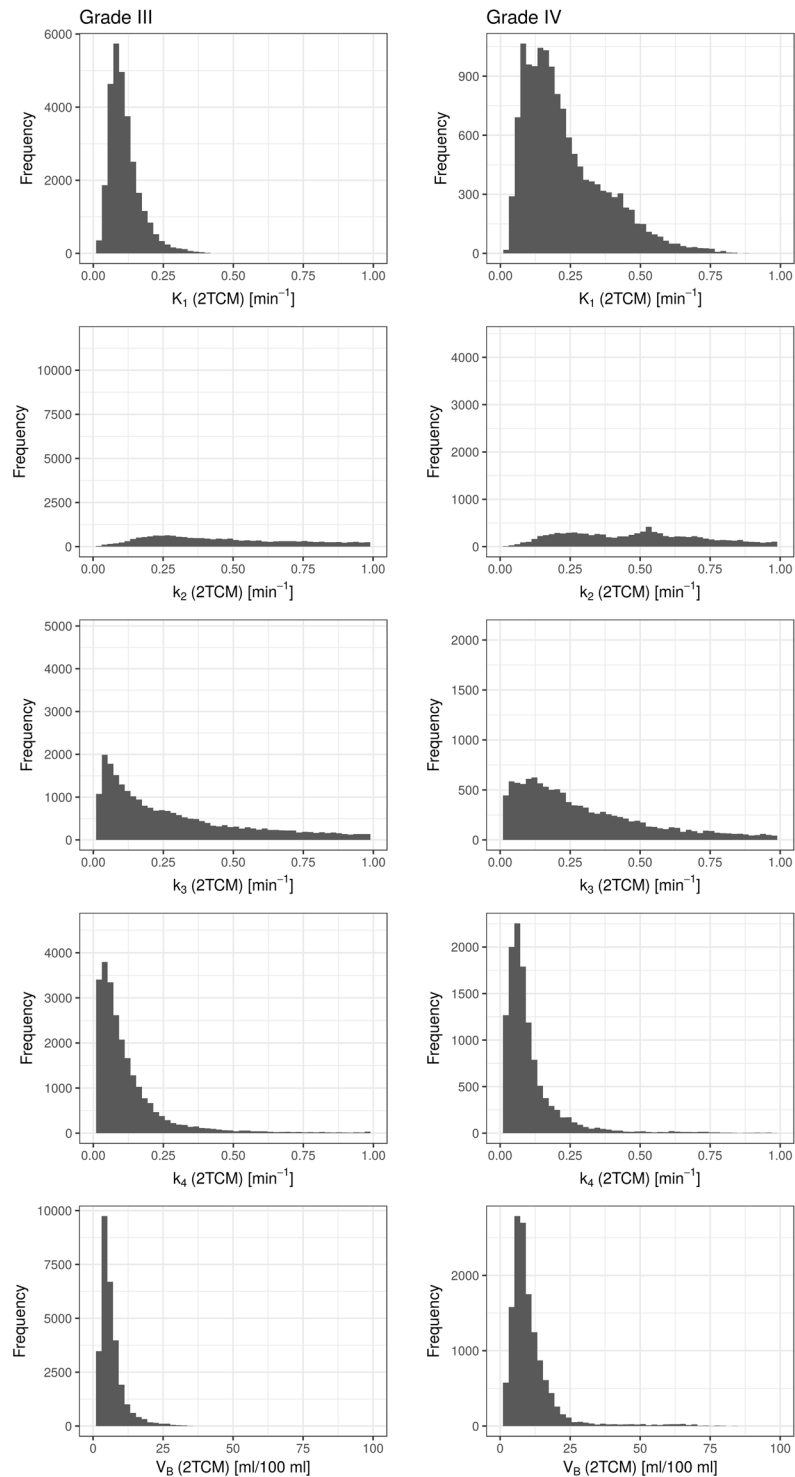 Grade III
Grade IV
6000
4000
2000
0
Frequency
0.00 0.25 0.50 0.75 1.00
K₁ (2TCM) [min⁻¹]
900
600
300
0
Frequency
0.00 0.25 0.50 0.75 1.00
K₁ (2TCM) [min⁻¹]
10000
7500
5000
2500
0
Frequency
0.00 0.25 0.50 0.75 1.00
k₂ (2TCM) [min⁻¹]
4000
3000
2000
1000
0
Frequency
0.00 0.25 0.50 0.75 1.00
k₂ (2TCM) [min⁻¹]
5000
4000
3000
2000
1000
0
Frequency
0.00 0.25 0.50 0.75 1.00
k₃ (2TCM) [min⁻¹]
2000
1500
1000
500
0
Frequency
0.00 0.25 0.50 0.75 1.00
k₃ (2TCM) [min⁻¹]
4000
3000
2000
1000
0
Frequency
0.00 0.25 0.50 0.75 1.00
k₄ (2TCM) [min⁻¹]
2000
1500
1000
500
0
Frequency
0.00 0.25 0.50 0.75 1.00
k₄ (2TCM) [min⁻¹]
10000
7500
5000
2500
0
Frequency
0 25 50 75 100
V_B (2TCM) [ml/100 ml]
2000
1000
0
Frequency
0 25 50 75 100
V_B (2TCM) [ml/100 ml]